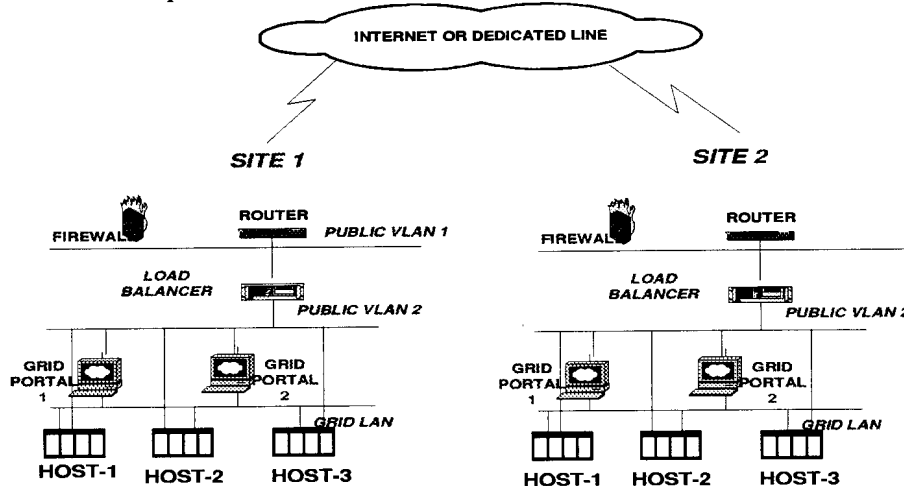 INTERNET OR DEDICATED LINE
SITE 1
SITE 2
ROUTER
FIREWALL
PUBLIC VLAN 1
ROUTER
FIREWALL
LOAD
BALANCER
PUBLIC VLAN 2
LOAD
BALANCER
PUBLIC VLAN 2
GRID
PORTAL
1
GRID
PORTAL
2
GRID LAN
GRID
PORTAL
1
GRID
PORTAL
2
GRID LAN
HOST-1
HOST-2
HOST-3
HOST-1
HOST-2
HOST-3